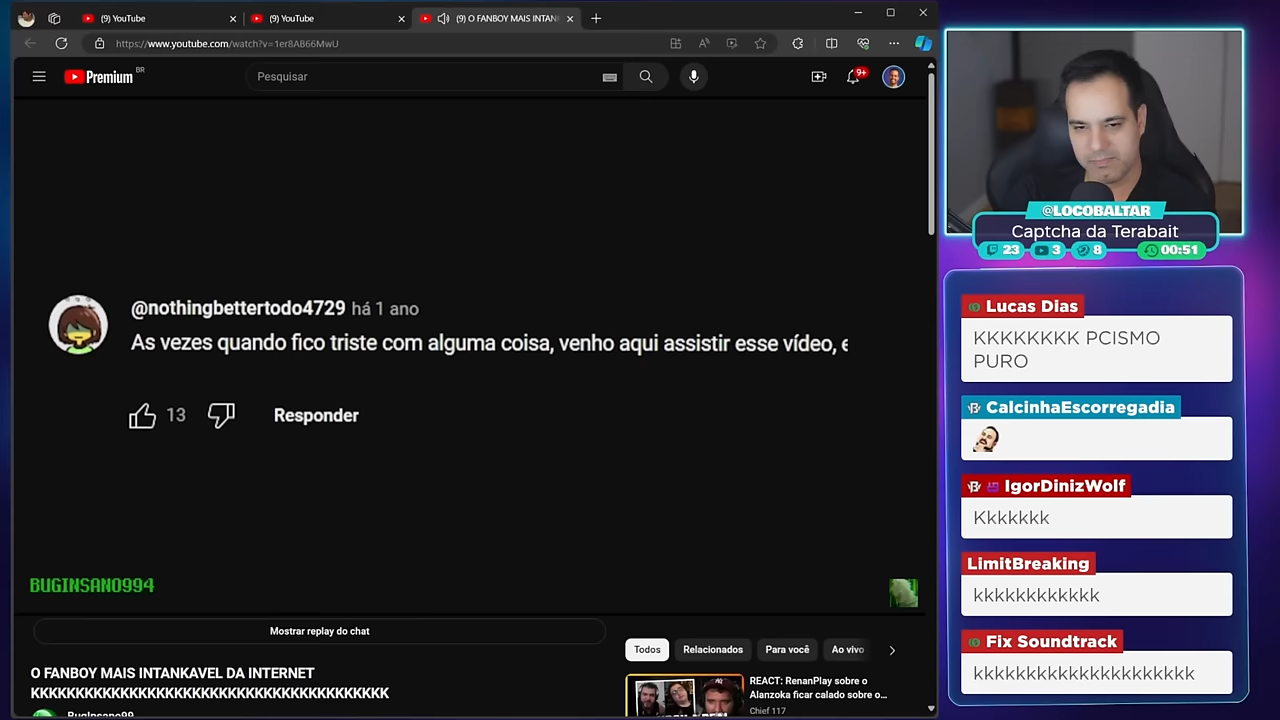 (9) YouTube
(9) YouTube
(9) O FANBOY MAIS INTAN
https://www.youtube.com/watch?v=1er8AB66MwU
Premium BR
Pesquisar
9+
@nothingbettertodo4729 há 1 ano
As vezes quando fico triste com alguma coisa, venho aqui assistir esse vídeo, e
13
Responder
BUGINSANO994
Mostrar replay do chat
O FANBOY MAIS INTANKAVEL DA INTERNET
KKKKKKKKKKKKKKKKKKKKKKKKKKKKKKKKKKKKKKKK
BugInsano99
Todos
Relacionados
Para você
Ao vivo
REACT: RenanPlay sobre o
Alanzoka ficar calado sobre o...
Chief 117
@LOCOBALTAR
Captcha da Terabait
23
3
8
00:51
Lucas Dias
KKKKKKKK PCISMO
PURO
CalcinhaEscorregadia
IgorDinizWolf
Kkkkkkk
LimitBreaking
kkkkkkkkkkkk
Fix Soundtrack
kkkkkkkkkkkkkkkkkkkkk